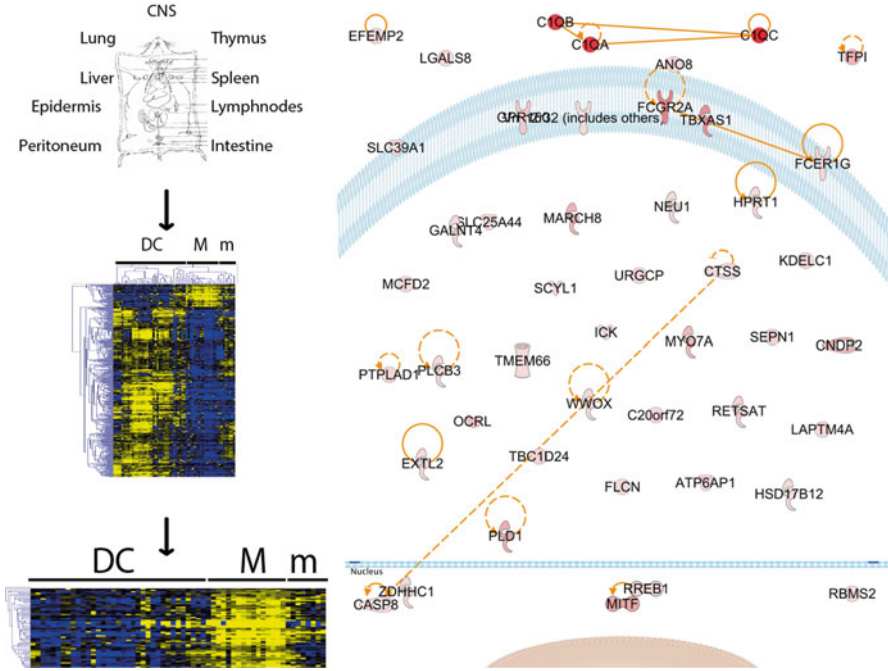 CNS
Lung Thymus
Liver Spleen
Epidermis Lymphnodes
Peritoneum Intestine
DC M m
DC M m
EFEMP2
LGALS8
C1QB
C1QA
C1QC
TFPI
ANO8
FCGR2A
(includes others)
TBXAS1
SLC39A1
FCER1G
HPRT1
NEU1
MARCH8
SLC25A44
GALNT4
MCFD2
SCYL1
URGCP
CTSS
KDELC1
ICK
MYO7A
SEPN1
CNDP2
TMEM66
PTPLAD1
PLCB3
WWOX
C20orf72
RETSAT
LAPTM4A
OCRL
EXTL2
TBC1D24
FLCN
ATP6AP1
HSD17B12
PLD1
Nucleus
ZDHHC1
CASP8
RREB1
MITF
RBMS2